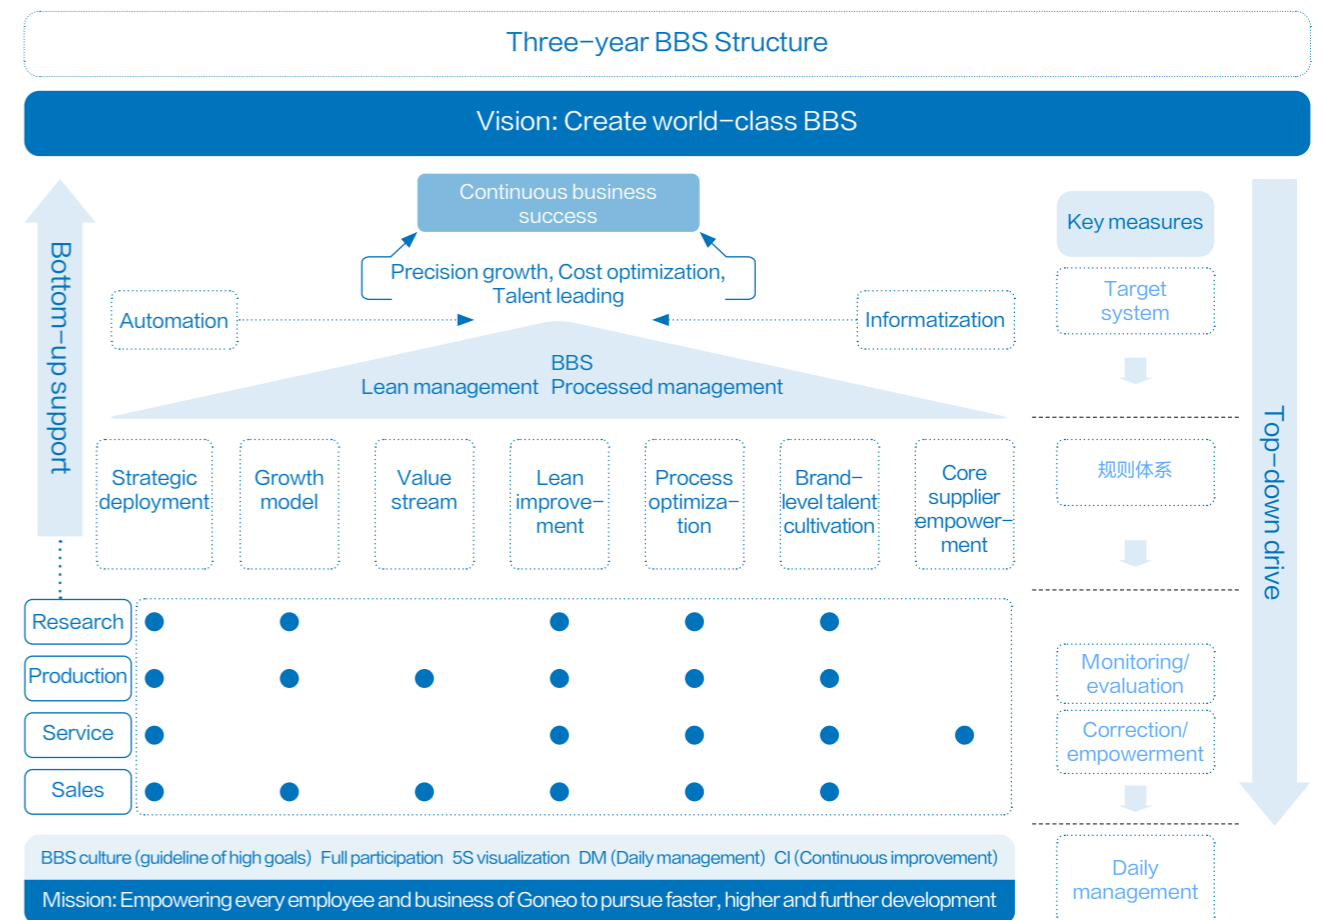 Three-year BBS Structure
Vision: Create world-class BBS
Continuous business
success
Key measures
Bottom-up support
Precision growth, Cost optimization,
Talent leading
Target
system
Automation
Informatization
BBS
Lean management Processed management
Top-down drive
Strategic
deployment
Growth
model
Value
stream
Lean
improve-
ment
Process
optimiza-
tion
Brand-
level talent
cultivation
Core
supplier
empower-
ment
规则体系
Research
Production
Service
Sales
Monitoring/
evaluation
Correction/
empowerment
BBS culture (guideline of high goals) Full participation 5S visualization DM (Daily management) CI (Continuous improvement)
Mission: Empowering every employee and business of Goneo to pursue faster, higher and further development
Daily
management